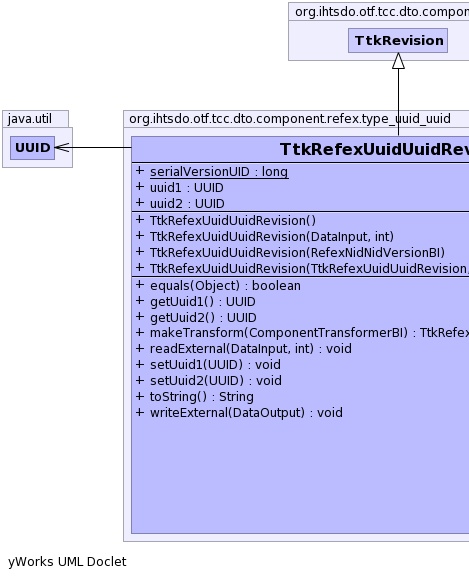 org.ihtsdo.otf.tcc.dto.compon
TtkRevision
java.util
UUID
org.ihtsdo.otf.tcc.dto.component.refex.type_uuid_uuid
TtkRefexUuidUuidRev
+ serialVersionUID : long
+ uuid1 : UUID
+ uuid2 : UUID
+ TtkRefexUuidUuidRevision()
+ TtkRefexUuidUuidRevision(DataInput, int)
+ TtkRefexUuidUuidRevision(RefexNidNidVersionBI)
+ TtkRefexUuidUuidRevision(TtkRefexUuidUuidRevision,
+ equals(Object) : boolean
+ getUuid1() : UUID
+ getUuid2() : UUID
+ makeTransform(ComponentTransformerBI) : TtkRefex
+ readExternal(DataInput, int) : void
+ setUuid1(UUID) : void
+ setUuid2(UUID) : void
+ toString() : String
+ writeExternal(DataOutput) : void
yWorks UML Doclet